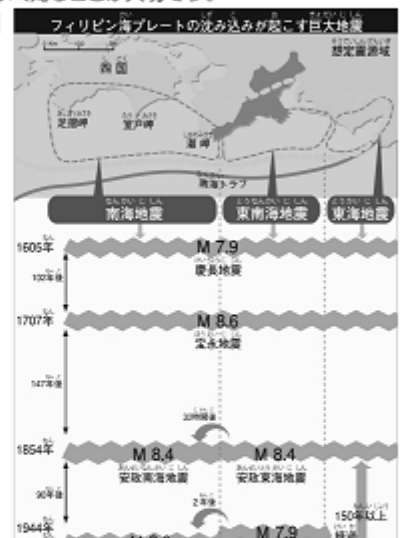 フィリピン海プレートの沈み込みが起こす巨大地震
想定震源域
四国
室戸岬
潮岬
南海トラフ
南海地震
東南海地震
東海地震
1605年
M 7.9
慶長地震
102年後
1707年
M 8.6
宝永地震
147年後
32時間後
1854年
M 8.4
M 8.4
安政南海地震
安政東海地震
90年後
2年後
150年以上
1944年
M 7.9